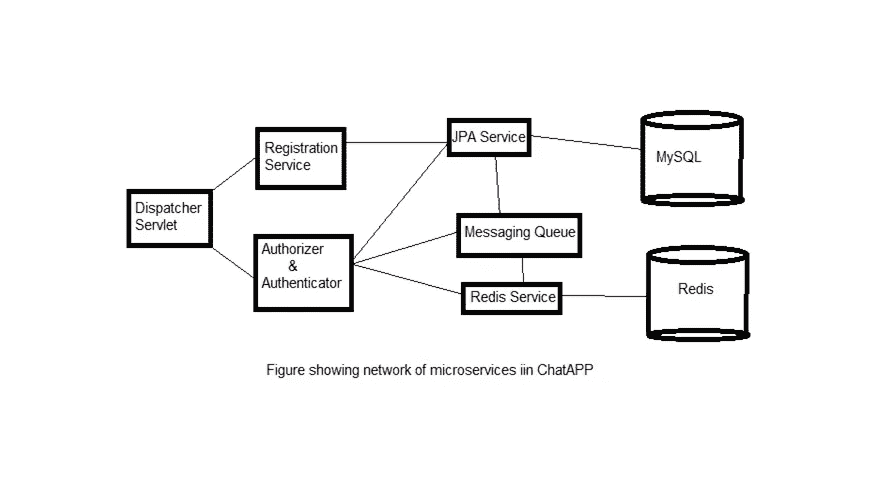 Registration
Service
JPA Service
MySQL
Dispatcher
Servlet
Authorizer
&
Authenticator
Messaging Queue
Redis Service
Redis
Figure showing network of microservices iin ChatAPP